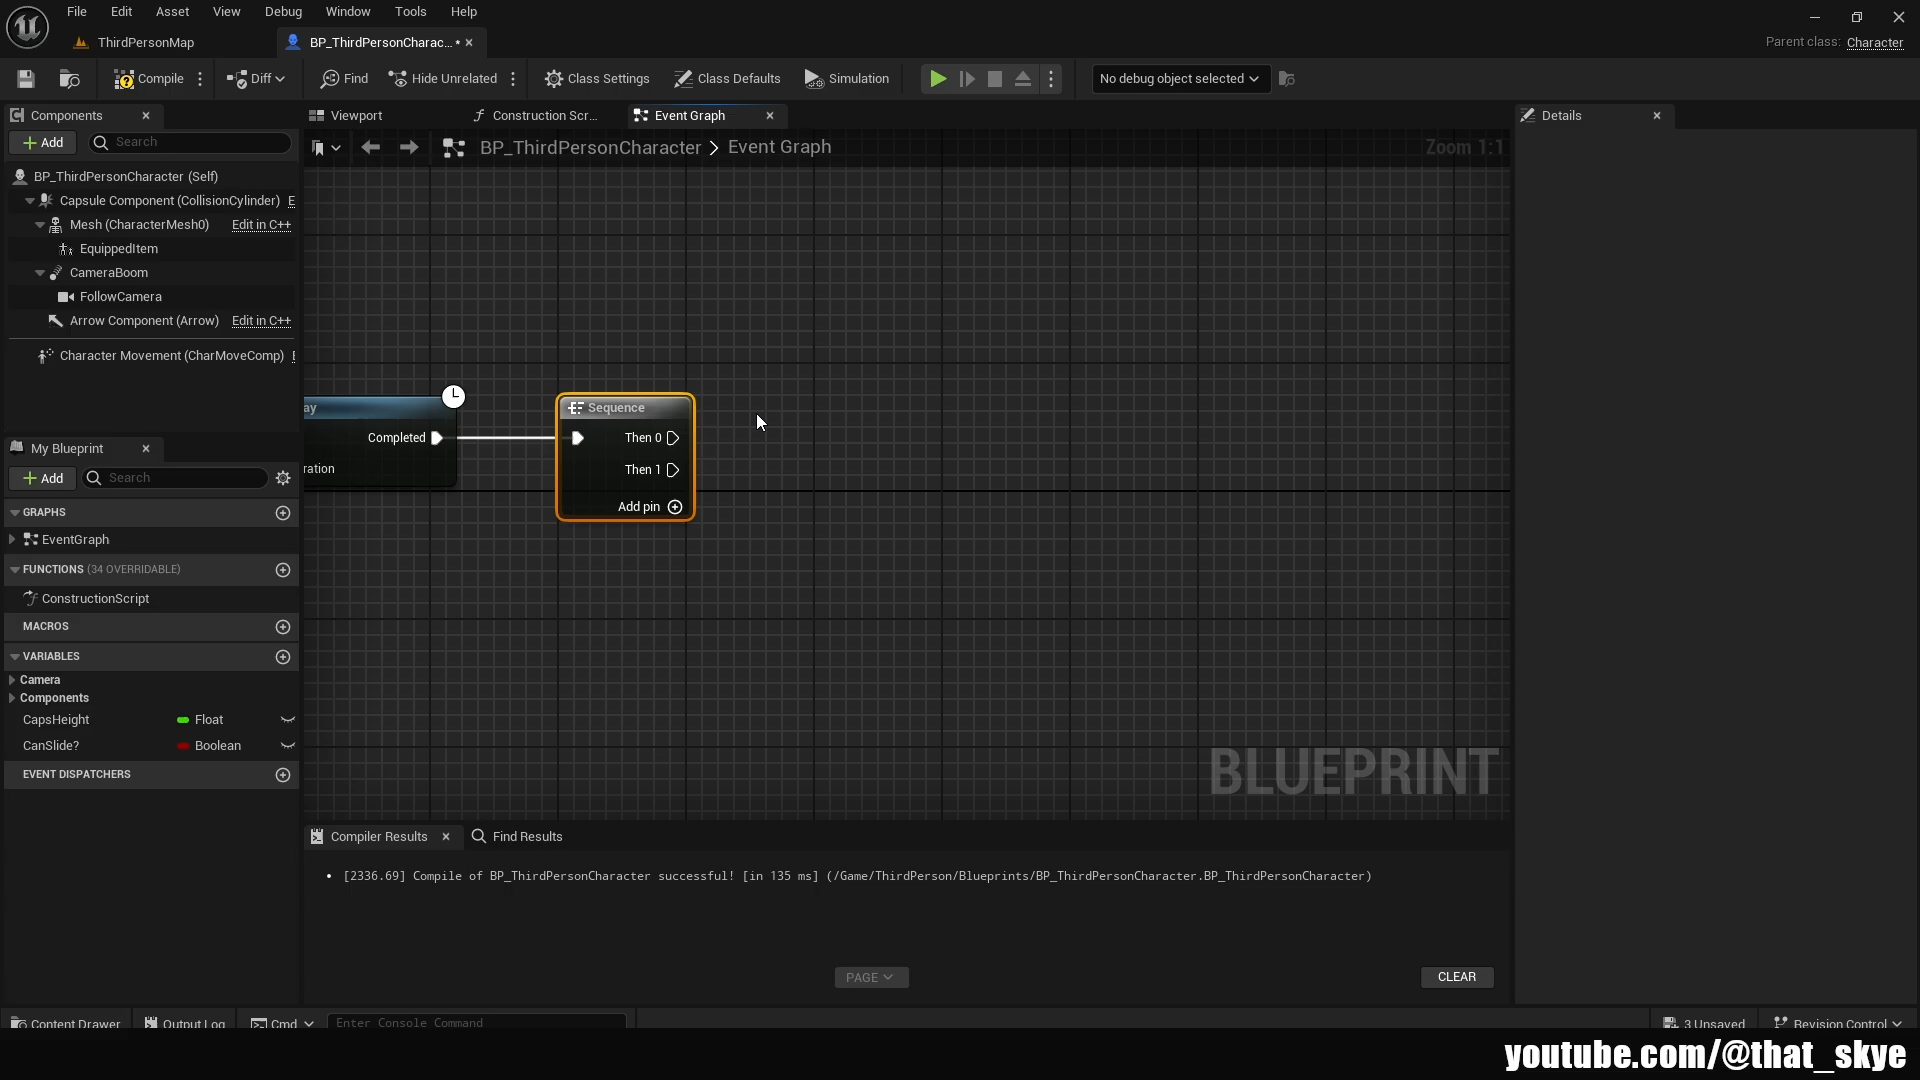 File Edit Asset View Debug Window Tools Help
ThirdPersonMap
BP_ThirdPersonCharac... *
Parent class: Character
Compile
Diff
Find
Hide Unrelated
Class Settings
Class Defaults
Simulation
No debug object selected
Components
Add
Search
BP_ThirdPersonCharacter (Self)
Capsule Component (CollisionCylinder) E
Mesh (CharacterMesh0) Edit in C++
EquippedItem
CameraBoom
FollowCamera
Arrow Component (Arrow) Edit in C++
Character Movement (CharMoveComp)
My Blueprint
Add
Search
GRAPHS
EventGraph
FUNCTIONS (34 OVERRIDABLE)
ConstructionScript
MACROS
VARIABLES
Camera
Components
CapsHeight Float
CanSlide? Boolean
EVENT DISPATCHERS
Viewport
Construction Scr...
Event Graph
BP_ThirdPersonCharacter > Event Graph
Zoom 1:1
ay
Completed
ration
Sequence
Then 0
Then 1
Add pin
BLUEPRINT
Compiler Results
Find Results
• [2336.69] Compile of BP_ThirdPersonCharacter successful! [in 135 ms] (/Game/ThirdPerson/Blueprints/BP_ThirdPersonCharacter.BP_ThirdPersonCharacter)
PAGE
CLEAR
Details
Content Drawer
Output Log
Cmd
Enter Console Command
3 Unsaved
Revision Control
youtube.com/@that_skye